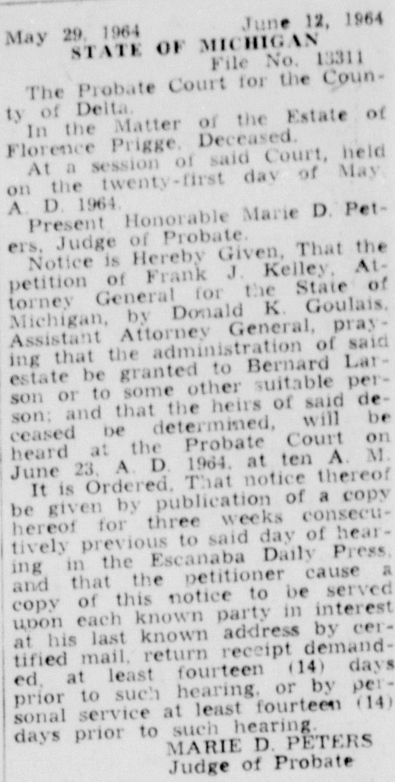 May 29, 1964 June 12, 1964
STATE OF MICHIGAN
File No. 13311
The Probate Court for the Coun-
ty of Delta.
In the Matter of the Estate of
Florence Prigge, Deceased.
At a session of said Court, held
on the twenty-first day of May
A. D. 1964.
Present Honorable Marie D. Pet-
ers, Judge of Probate.
Notice is Hereby Given, That the
petition of Frank J. Kelley, At-
torney General for the State of
Michigan, by Donald K. Goulais,
Assistant Attorney General, pray-
ing that the administration of said
estate be granted to Bernard Lar-
son or to some other suitable per-
son; and that the heirs of said de-
ceased be determined, will be
heard at the Probate Court on
June 23, A. D. 1964, at ten A. M.
It is Ordered, That notice thereof
be given by publication of a copy
hereof for three weeks consecu-
tively previous to said day of hear-
ing in the Escanaba Daily Press,
and that the petitioner cause a
copy of this notice to be served
upon each known party in interest
at his last known address by cer-
tified mail, return receipt demand-
ed, at least fourteen (14) days
prior to such hearing, or by per-
sonal service at least fourteen (14)
days prior to such hearing.
MARIE D. PETERS
Judge of Probate